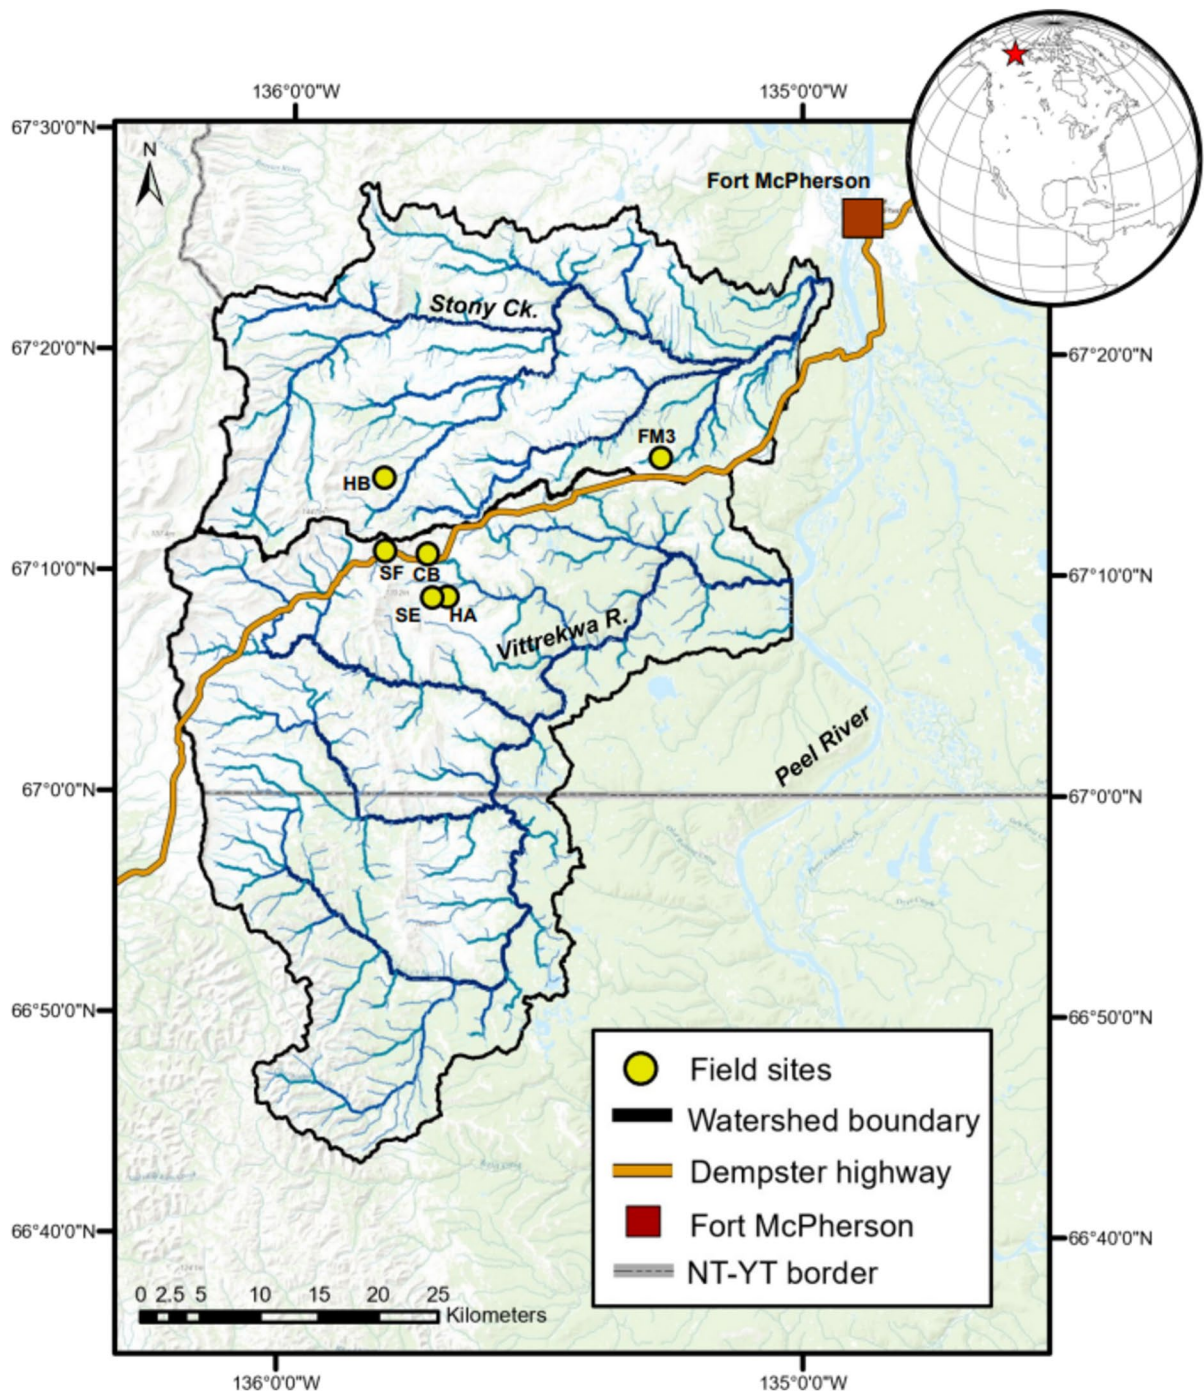 136°0'0"W
135°0'0"W
67°30'0"N
N
Fort McPherson
Stony Ck.
67°20'0"N
67°20'0"N
FM3
HB
67°10'0"N
SF
CB
67°10'0"N
SE
HA
Vittrekwa R.
Peel River
67°0'0"N
67°0'0"N
66°50'0"N
66°50'0"N
Field sites
Watershed boundary
Dempster highway
Fort McPherson
NT-YT border
66°40'0"N
66°40'0"N
0 2.5 5 10 15 20 25
Kilometers
136°0'0"W
135°0'0"W